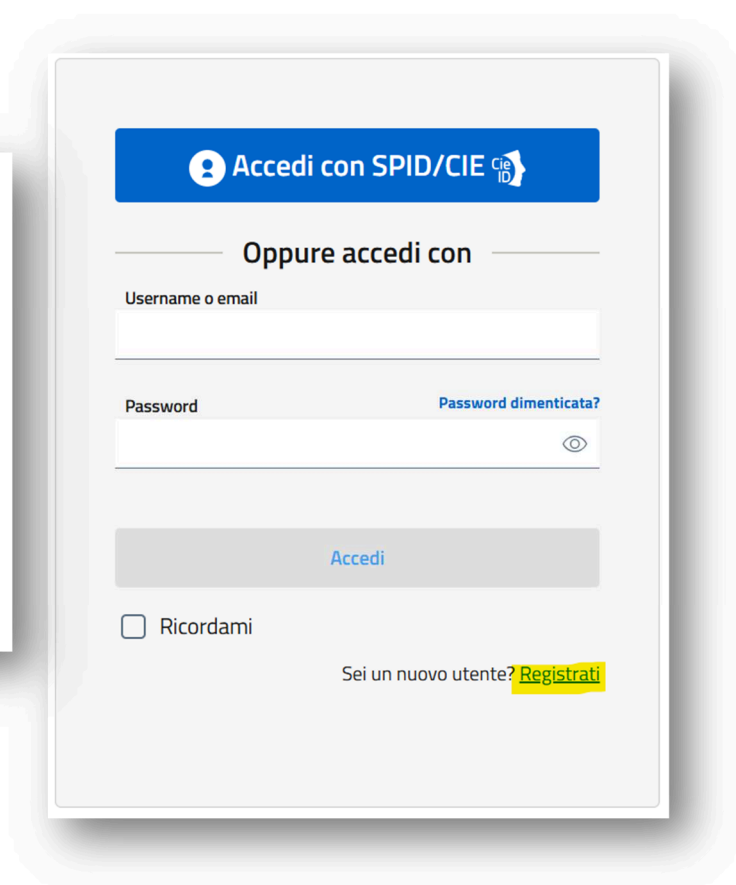 Accedi con SPID/CIE Cie ID
Oppure accedi con
Username o email
Password Password dimenticata?
Accedi
Ricordami
Sei un nuovo utente? Registrati